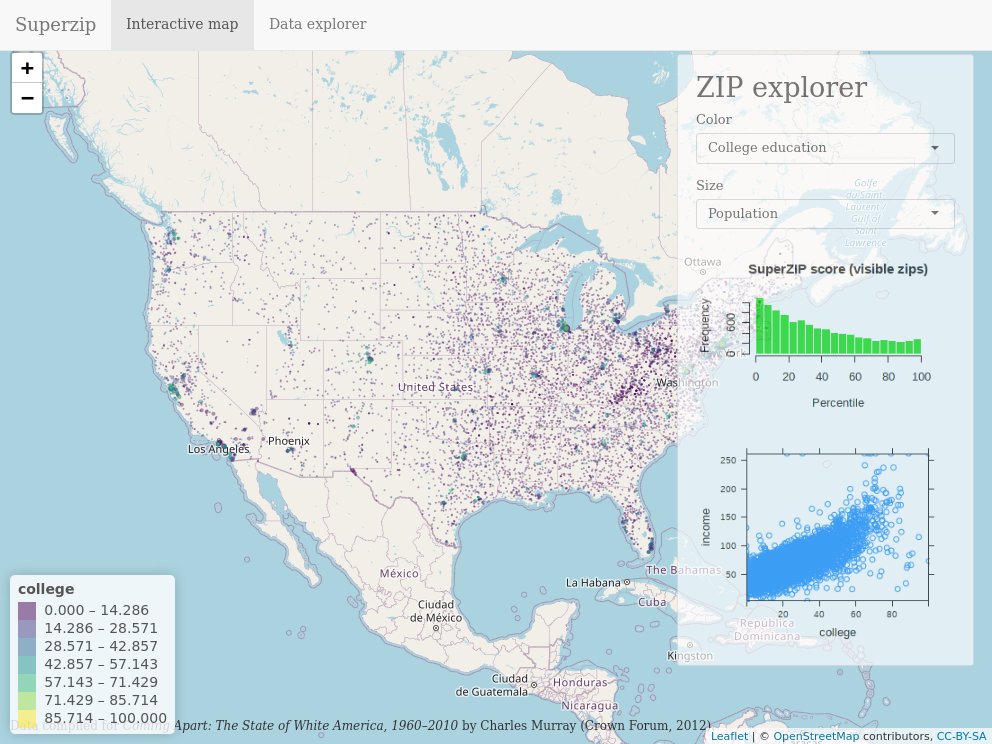 Superzip
Interactive map
Data explorer
+
−
ZIP explorer
Color
College education
Size
Population
Golfe
du Saint
Laurent
Gulf of
Saint
Lawrence
Ottawa
SuperZIP score (visible zips)
Frequency
0 600
0 20 40 60 80 100
Percentile
United States
Washington
Phoenix
Los Angeles
250
200
150
100
50
income
20 40 60 80
college
The Bahamas
México
La Habana
Cuba
Ciudad
de México
República
Dominicana
Kingston
Ciudad
de Guatemala
Honduras
Nicaragua
college
0.000 – 14.286
14.286 – 28.571
28.571 – 42.857
42.857 – 57.143
57.143 – 71.429
71.429 – 85.714
85.714 – 100.000
Data compiled for Coming Apart: The State of White America, 1960–2010 by Charles Murray (Crown Forum, 2012).
Leaflet | © OpenStreetMap contributors, CC-BY-SA